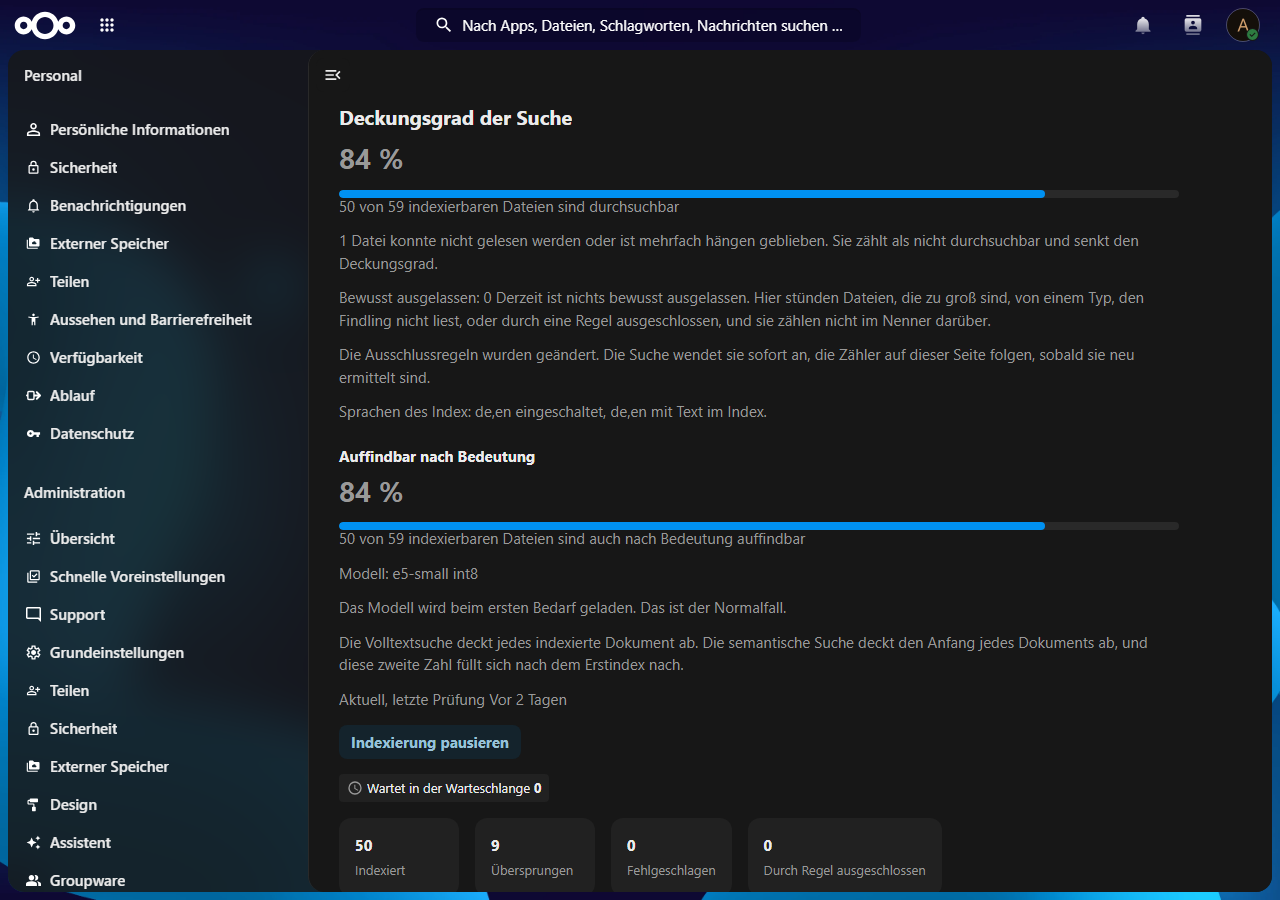 Nach Apps, Dateien, Schlagworten, Nachrichten suchen ...
A
Personal
Persönliche Informationen
Sicherheit
Benachrichtigungen
Externer Speicher
Teilen
Aussehen und Barrierefreiheit
Verfügbarkeit
Ablauf
Datenschutz
Administration
Übersicht
Schnelle Voreinstellungen
Support
Grundeinstellungen
Teilen
Sicherheit
Externer Speicher
Design
Assistent
Groupware
Deckungsgrad der Suche
84 %
50 von 59 indexierbaren Dateien sind durchsuchbar
1 Datei konnte nicht gelesen werden oder ist mehrfach hängen geblieben. Sie zählt als nicht durchsuchbar und senkt den
Deckungsgrad.
Bewusst ausgelassen: 0 Derzeit ist nichts bewusst ausgelassen. Hier stünden Dateien, die zu groß sind, von einem Typ, den
Findling nicht liest, oder durch eine Regel ausgeschlossen, und sie zählen nicht im Nenner darüber.
Die Ausschlussregeln wurden geändert. Die Suche wendet sie sofort an, die Zähler auf dieser Seite folgen, sobald sie neu
ermittelt sind.
Sprachen des Index: de,en eingeschaltet, de,en mit Text im Index.
Auffindbar nach Bedeutung
84 %
50 von 59 indexierbaren Dateien sind auch nach Bedeutung auffindbar
Modell: e5-small int8
Das Modell wird beim ersten Bedarf geladen. Das ist der Normalfall.
Die Volltextsuche deckt jedes indexierte Dokument ab. Die semantische Suche deckt den Anfang jedes Dokuments ab, und
diese zweite Zahl füllt sich nach dem Erstindex nach.
Aktuell, letzte Prüfung Vor 2 Tagen
Indexierung pausieren
Wartet in der Warteschlange 0
50
Indexiert
9
Übersprungen
0
Fehlgeschlagen
0
Durch Regel ausgeschlossen